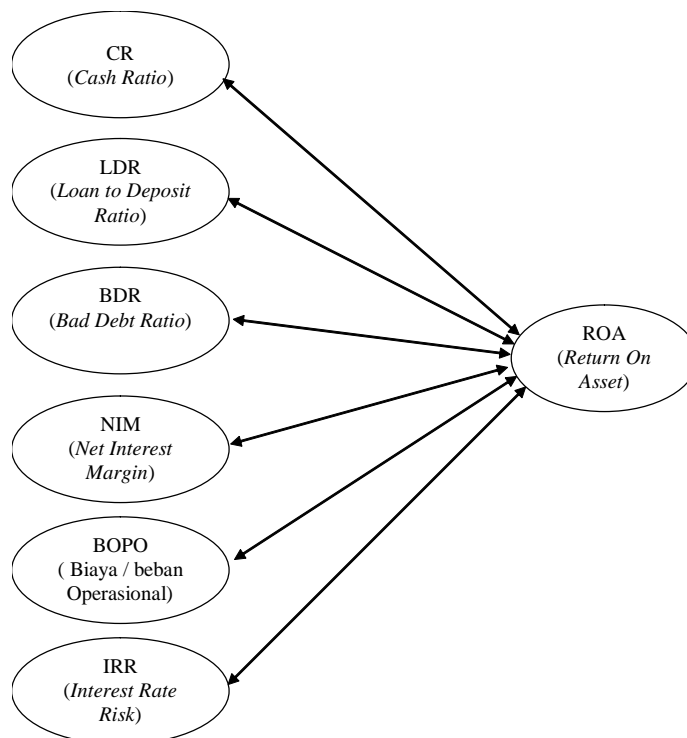 CR
(Cash Ratio)
LDR
(Loan to Deposit
Ratio)
BDR
(Bad Debt Ratio)
NIM
(Net Interest
Margin)
BOPO
( Biaya / beban
Operasional)
IRR
(Interest Rate
Risk)
ROA
(Return On
Asset)